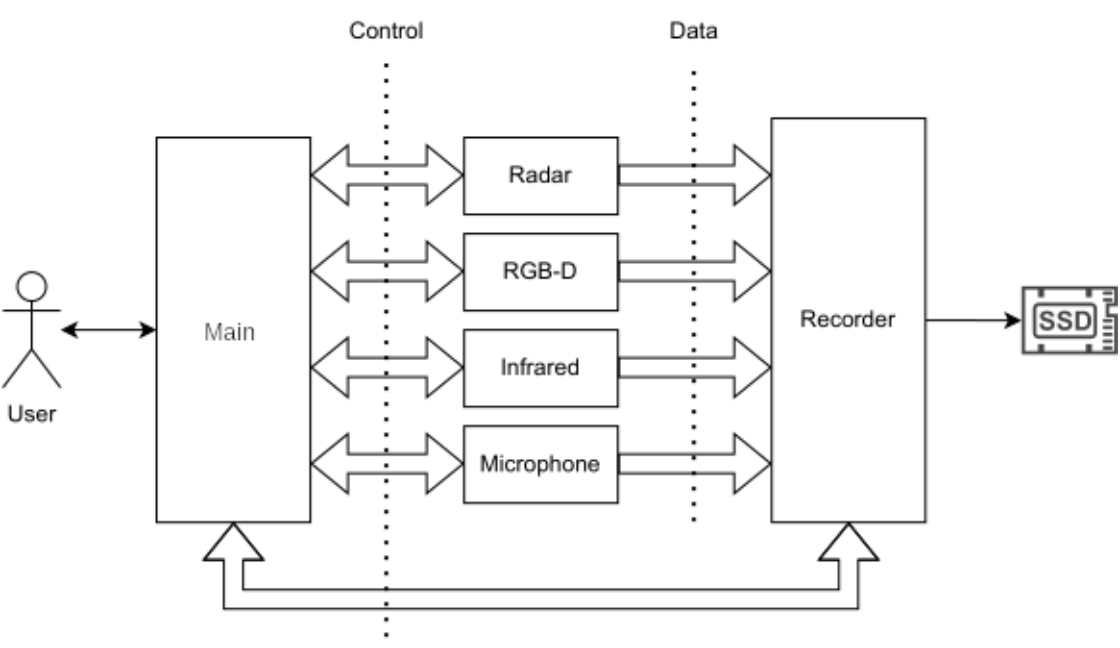 Control
Data
Radar
RGB-D
Main
Recorder
SSD
Infrared
User
Microphone